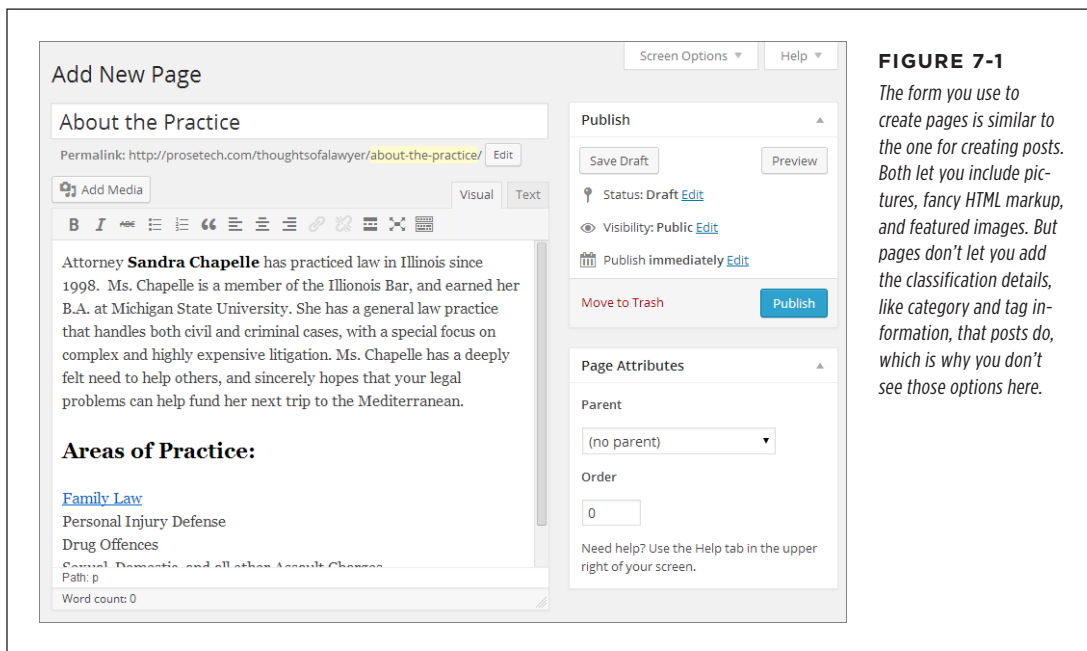 Screen Options
Help
Add New Page
About the Practice
Permalink: http://prosetech.com/thoughtsofalawyer/about-the-practice/ Edit
Add Media
Visual Text
B I ABC
Attorney Sandra Chapelle has practiced law in Illinois since
1998. Ms. Chapelle is a member of the Illionois Bar, and earned her
B.A. at Michigan State University. She has a general law practice
that handles both civil and criminal cases, with a special focus on
complex and highly expensive litigation. Ms. Chapelle has a deeply
felt need to help others, and sincerely hopes that your legal
problems can help fund her next trip to the Mediterranean.
Areas of Practice:
Family Law
Personal Injury Defense
Drug Offences
Sexual, Domestic, and all other Assault Charges
Path: p
Word count: 0
Publish
Save Draft Preview
Status: Draft Edit
Visibility: Public Edit
Publish immediately Edit
Move to Trash Publish
Page Attributes
Parent
(no parent)
Order
0
Need help? Use the Help tab in the upper
right of your screen.
FIGURE 7-1
The form you use to
create pages is similar to
the one for creating posts.
Both let you include pic-
tures, fancy HTML markup,
and featured images. But
pages don't let you add
the classification details,
like category and tag in-
formation, that posts do,
which is why you don't
see those options here.